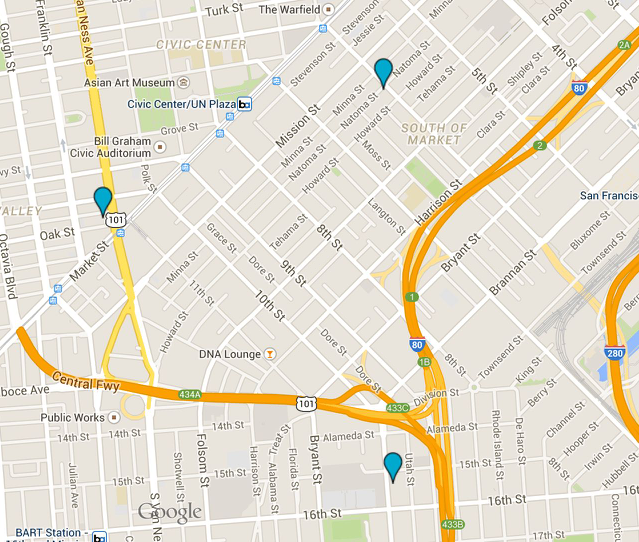 The Warfield
Turk St
Gough St
Franklin St
Van Ness Ave
CIVIC CENTER
Stevenson St
Jessie St
Stevenson St
Minna St
Natoma St
Howard St
Tehama St
Folsom St
4th St
2A
80
Bryant
5th St
Shipley St
Clara St
Clara St
Asian Art Museum
Civic Center/UN Plaza
Grove St
Bill Graham
Civic Auditorium
Mission St
Minna St
Natoma St
Howard St
Minna St
Natoma St
Howard St
Moss St
SOUTH OF
MARKET
2
Polk St
VALLEY
Oak St
101
Market St
Octavia Blvd
Langton St
Harrison St
San Francisco
Tehama St
8th St
9th St
10th St
11th St
Grace St
Dore St
Minna St
Howard St
Bryant St
Brannan St
Bluxome St
Townsend St
1
80
1B
8th St
280
Dore St
Dore St
DNA Lounge
Townsend St
King St
Berry St
Central Fwy
434A
101
433C
Division St
Public Works
14th St
14th St
14th St
Alameda St
Alameda St
Channel St
Hooper St
8th St
Irwin St
Hubbell St
Julian Ave
Shotwell St
Folsom St
Harrison St
Treat St
Florida St
Alabama St
Bryant St
Utah St
Rhode Island St
De Haro St
15th St
15th St
15th St
Google
16th St
16th St
433B
17th St
Connecticut
BART Station -